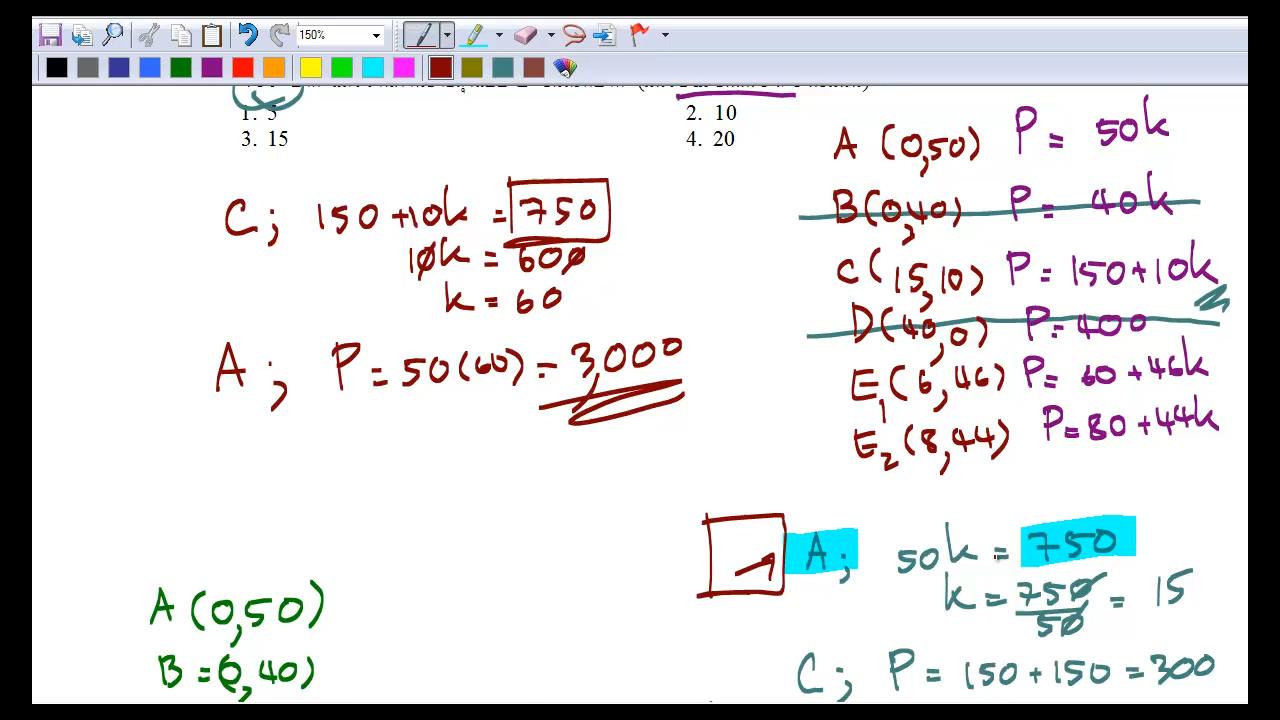 150%
1. 5
2. 10
3. 15
4. 20
C; 150 + 10k = 750
10k = 600
k = 60
A; P = 50(60) = 3,000
A (0,50) P = 50k
B(0,40) P = 40k
C(15,10) P = 150+10k
D(40,0) P = 400
E1(6,46) P = 60 + 46k
E2(8,44) P = 80 + 44k
A; 50k = 750
k = 750/50 = 15
C; P = 150 + 150 = 300
A (0,50)
B = (0,40)